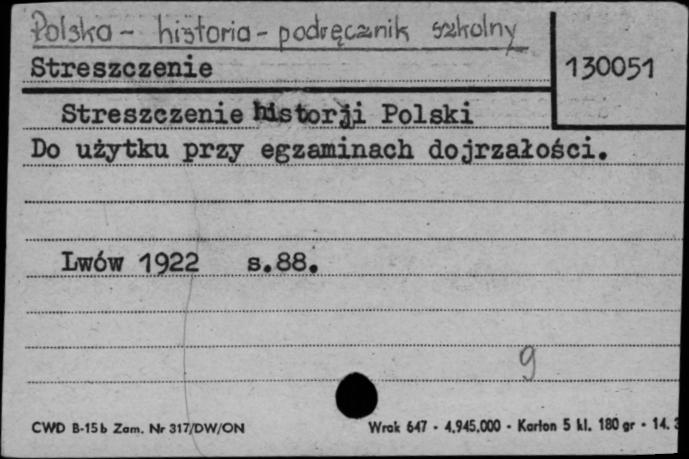 Polska - historia - podręcznik szkolny
Streszczenie
130051
Streszczenie historji Polski
Do użytku przy egzaminach dojrzałości.
Lwów 1922 s.88.
9
CWD B-15b Zam. Nr 317/DW/ON
Wrak 647 - 4.945.000 - Karton 5 kl. 180 gr - 14.